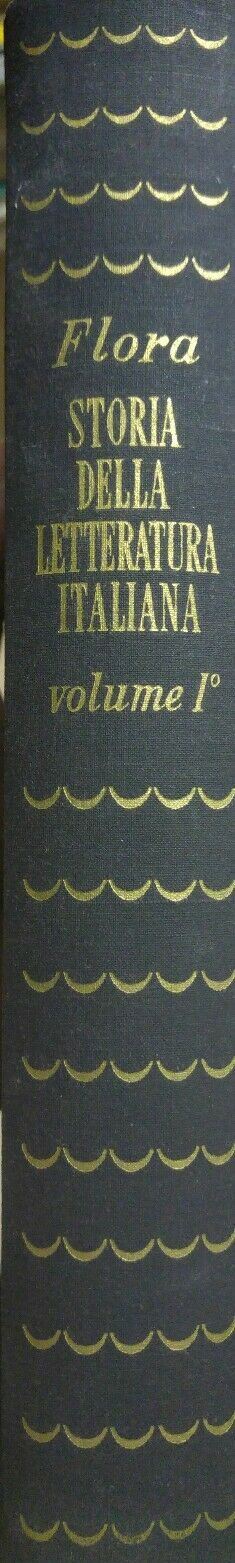 Flora
STORIA
DELLA
LETTERATURA
ITALIANA
volume I°